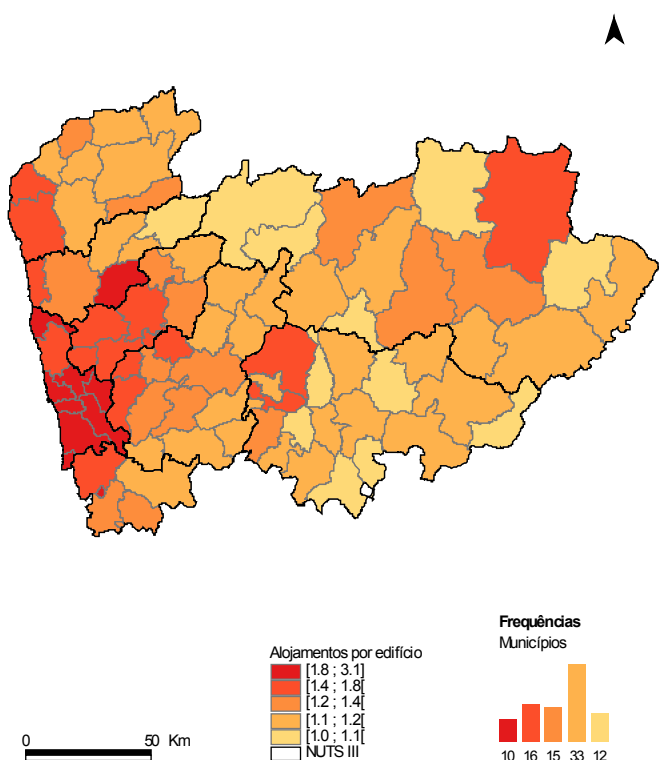 Frequências
Municípios
Alojamentos por edifício
[1.8 ; 3.1]
[1.4 ; 1.8[
[1.2 ; 1.4[
[1.1 ; 1.2[
[1.0 ; 1.1[
NUTS III
0 50 Km
10 16 15 33 12